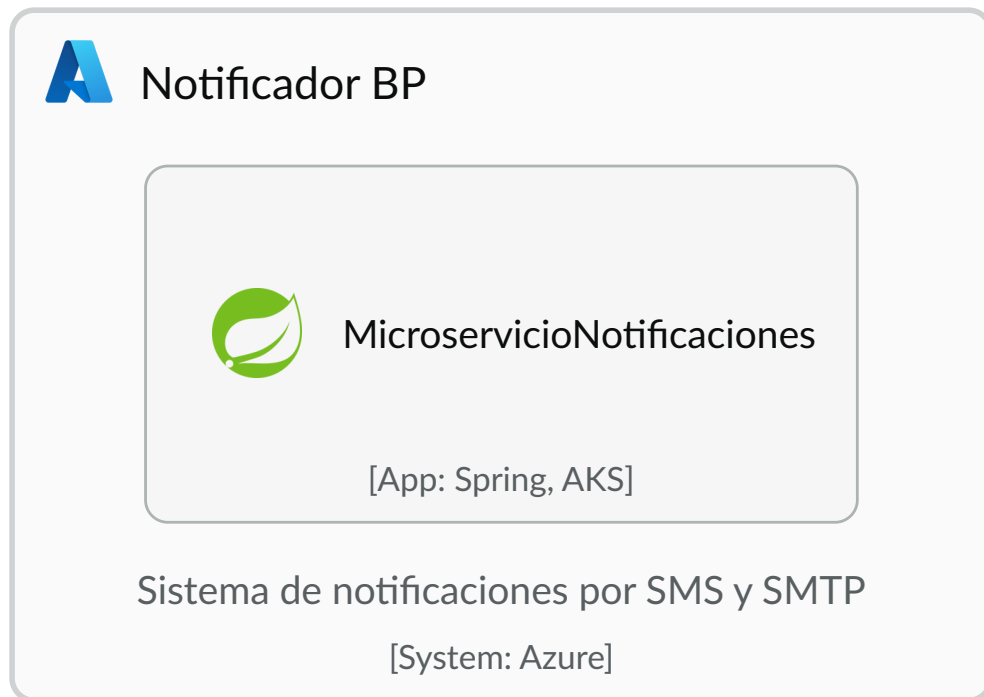 Notificador BP
MicroservicioNotificaciones
[App: Spring, AKS]
Sistema de notificaciones por SMS y SMTP
[System: Azure]